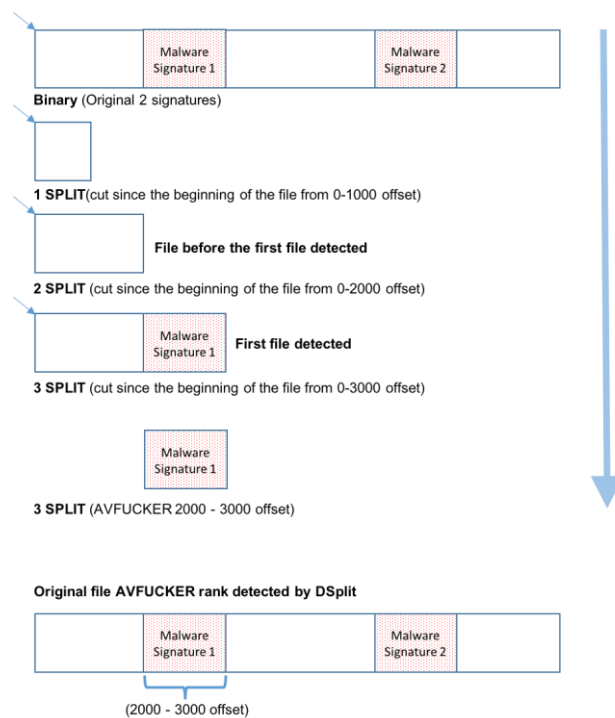 Malware
Signature 1
Malware
Signature 2
Binary (Original 2 signatures)
1 SPLIT(cut since the beginning of the file from 0-1000 offset)
File before the first file detected
2 SPLIT (cut since the beginning of the file from 0-2000 offset)
Malware
Signature 1
First file detected
3 SPLIT (cut since the beginning of the file from 0-3000 offset)
Malware
Signature 1
3 SPLIT (AVFUCKER 2000 - 3000 offset)
Original file AVFUCKER rank detected by DSplit
Malware
Signature 1
Malware
Signature 2
(2000 - 3000 offset)